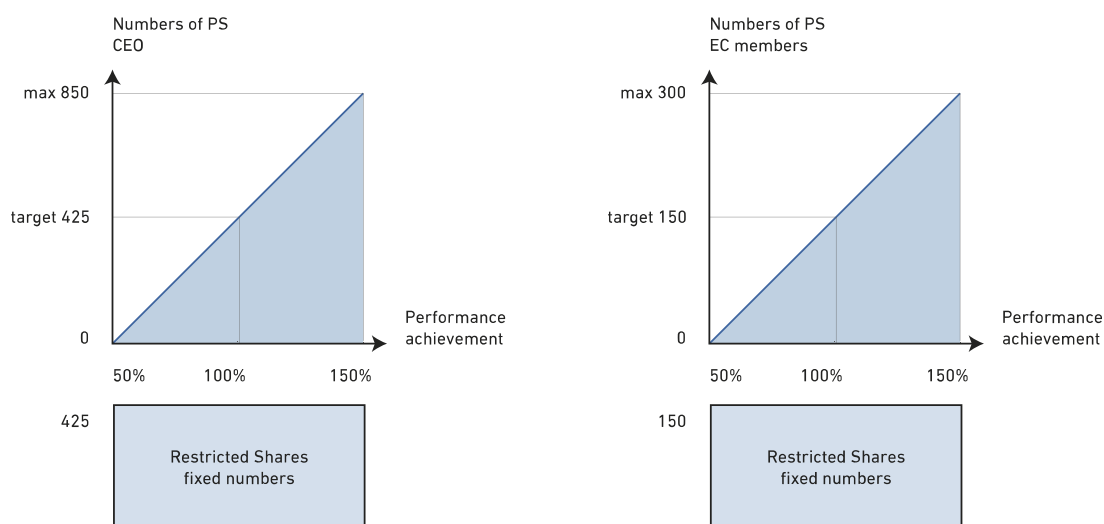 Numbers of PS
CEO
max 850
target 425
0
Performance
achievement
50% 100% 150%
425
Restricted Shares
fixed numbers
Numbers of PS
EC members
max 300
target 150
0
Performance
achievement
50% 100% 150%
150
Restricted Shares
fixed numbers